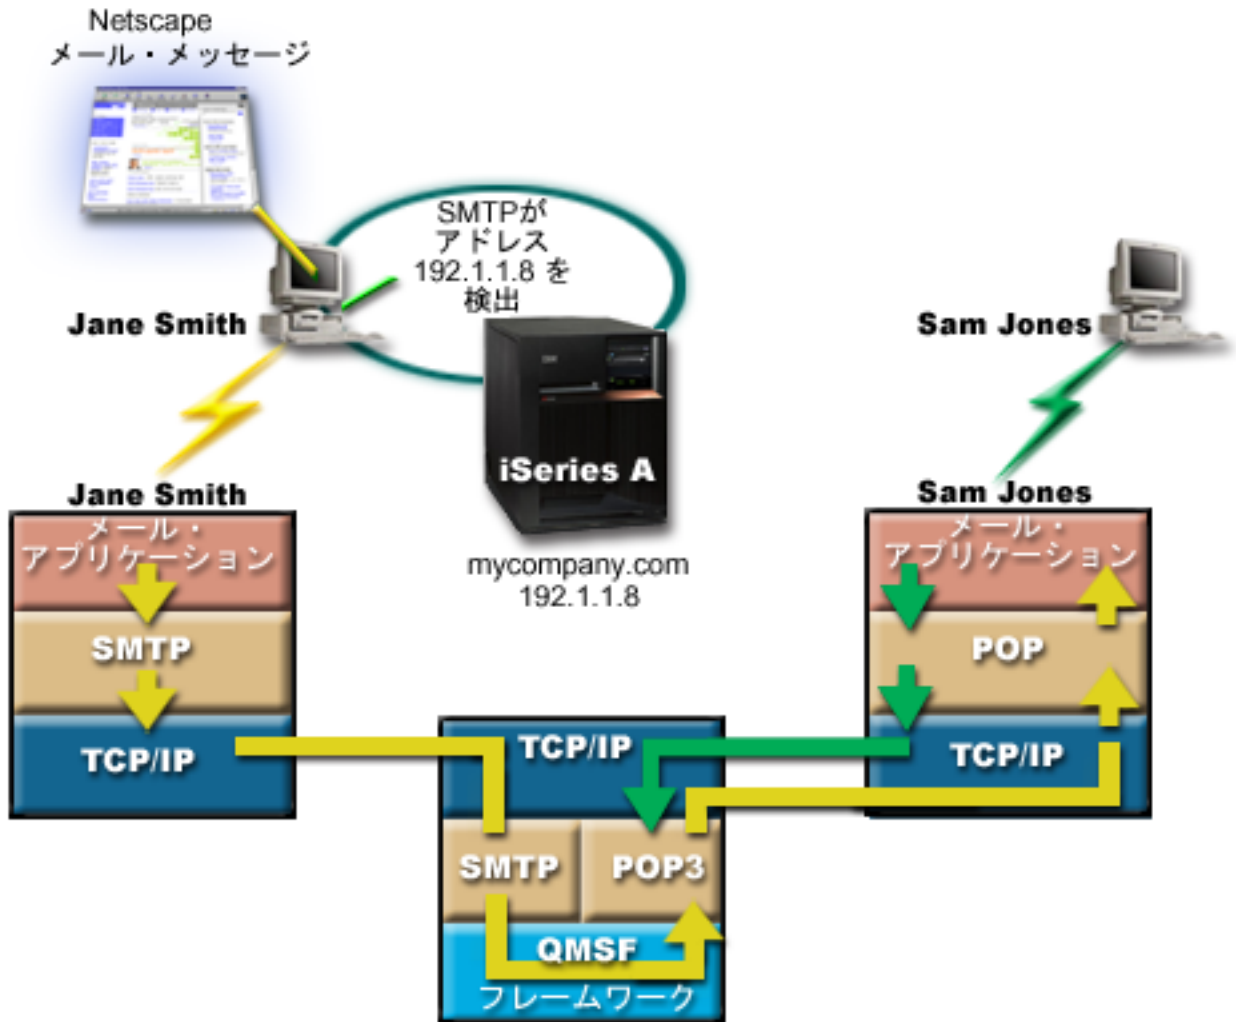 Netscape
メール・メッセージ
SMTPが
アドレス
192.1.1.8 を
検出
Jane Smith
Sam Jones
iSeries A
mycompany.com
192.1.1.8
Jane Smith
メール・
アプリケーション
SMTP
TCP/IP
Sam Jones
メール・
アプリケーション
POP
TCP/IP
TCP/IP
SMTP
POP3
QMSF
フレームワーク